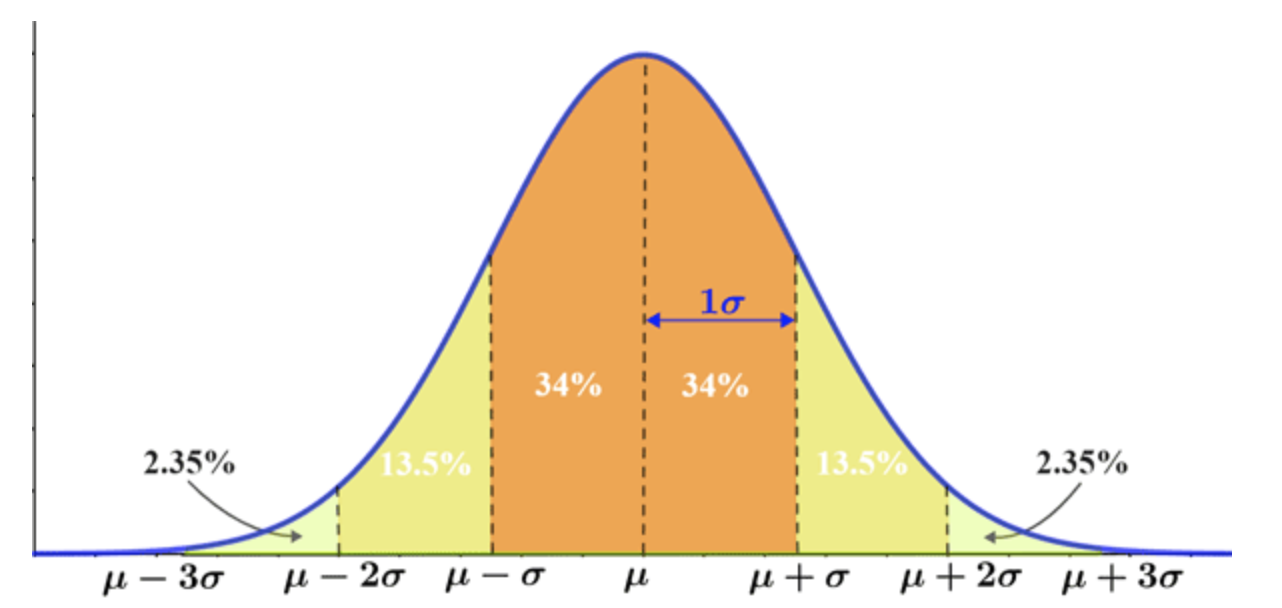 1σ
34% 34%
2.35% 13.5% 13.5% 2.35%
μ − 3σ μ − 2σ μ − σ μ μ + σ μ + 2σ μ + 3σ